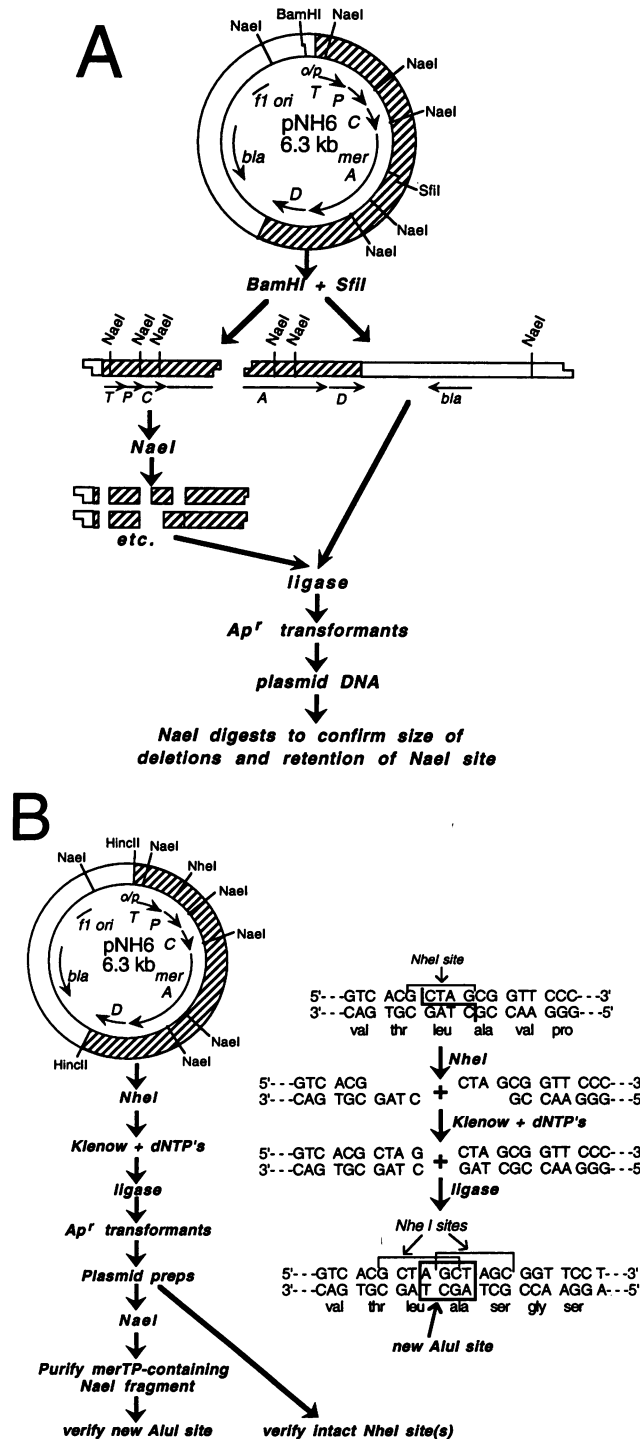 A
BamHI
NaeI
NaeI
NaeI
NaeI
o/p
f1 ori
T
P
C
pNH6
6.3 kb
mer
A
bla
D
SfiI
NaeI
NaeI
BamHI + SfiI
NaeI
NaeI
NaeI
NaeI
NaeI
NaeI
T
P
C
A
D
bla
NaeI
etc.
ligase
Apr transformants
plasmid DNA
NaeI digests to confirm size of
deletions and retention of NaeI site
B
HincII
NaeI
NaeI
NheI
NaeI
NaeI
o/p
f1 ori
T
P
C
pNH6
6.3 kb
mer
A
bla
D
NaeI
NaeI
HincII
NheI
Klenow + dNTP's
ligase
Apr transformants
Plasmid preps
NaeI
Purify merTP-containing
NaeI fragment
verify new AluI site
verify intact NheI site(s)
NheI site
5'---GTC ACG CTAG CG GTT CCC---3'
3'---CAG TGC GATC GC CAA GGG---5'
val thr leu ala val pro
NheI
5'---GTC ACG CTA GCG GTT CCC---3'
+
3'---CAG TGC GAT C GC CAA GGG---5'
Klenow + dNTP's
5'---GTC ACG CTA G CTA GCG GTT CCC---3'
+
3'---CAG TGC GAT C GAT CGC CAA GGG---5'
ligase
Nhe I sites
5'---GTC ACG CTA GCT AGC GGT TCC T---3'
3'---CAG TGC GAT CGA TCG CCA AGG A---5'
val thr leu ala ser gly ser
new AluI site